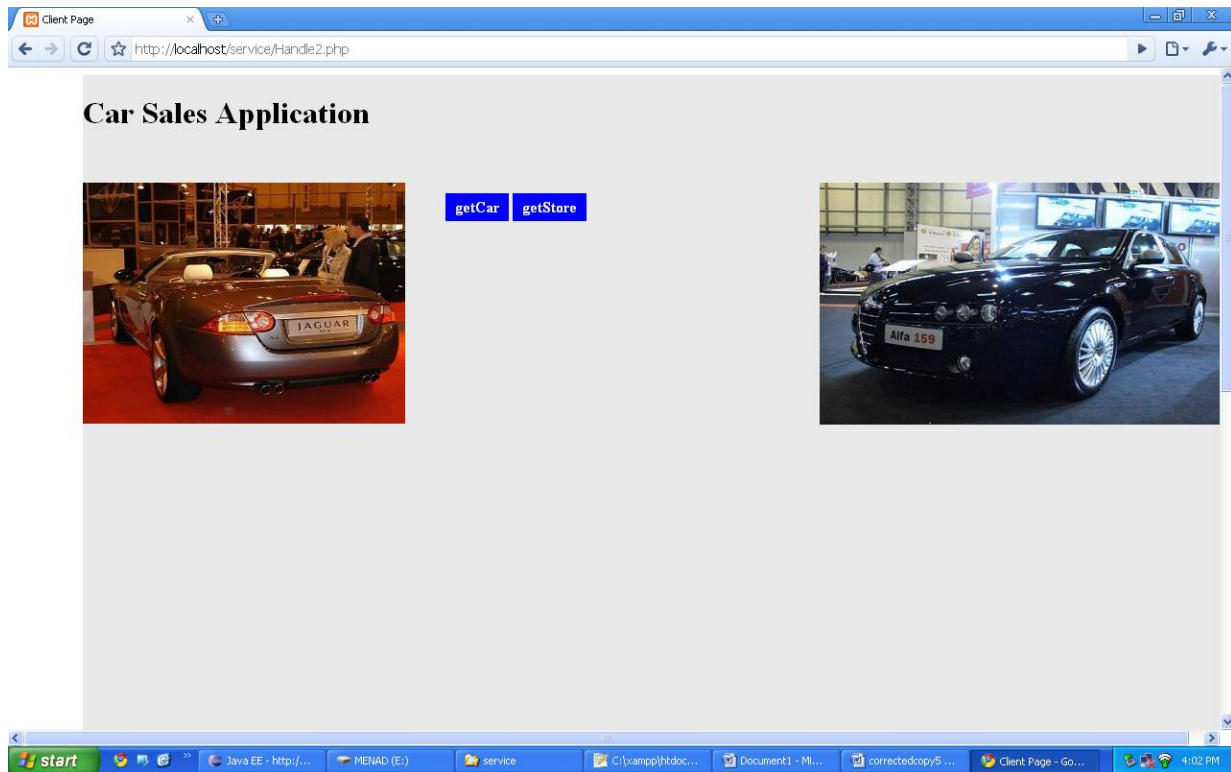 Client Page
http://localhost/service/Handle2.php
Car Sales Application
getCar getStore
JAGUAR
Alfa 159
start
Java EE - http:/...
MENAD (E:)
service
C:\xampp\htdoc...
Document1 - Mi...
correctedcopy5 ...
Client Page - Go...
4:02 PM